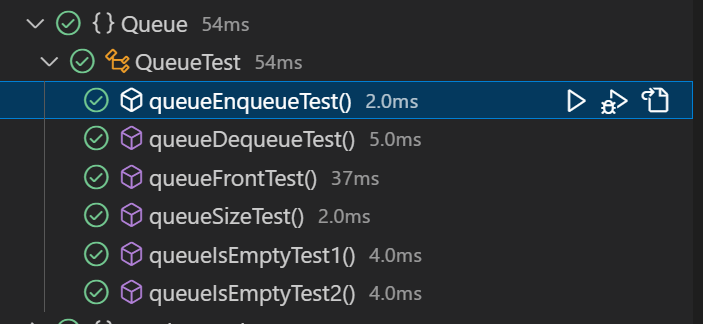 {} Queue 54ms
QueueTest 54ms
queueEnqueueTest() 2.0ms
queueDequeueTest() 5.0ms
queueFrontTest() 37ms
queueSizeTest() 2.0ms
queueIsEmptyTest1() 4.0ms
queueIsEmptyTest2() 4.0ms